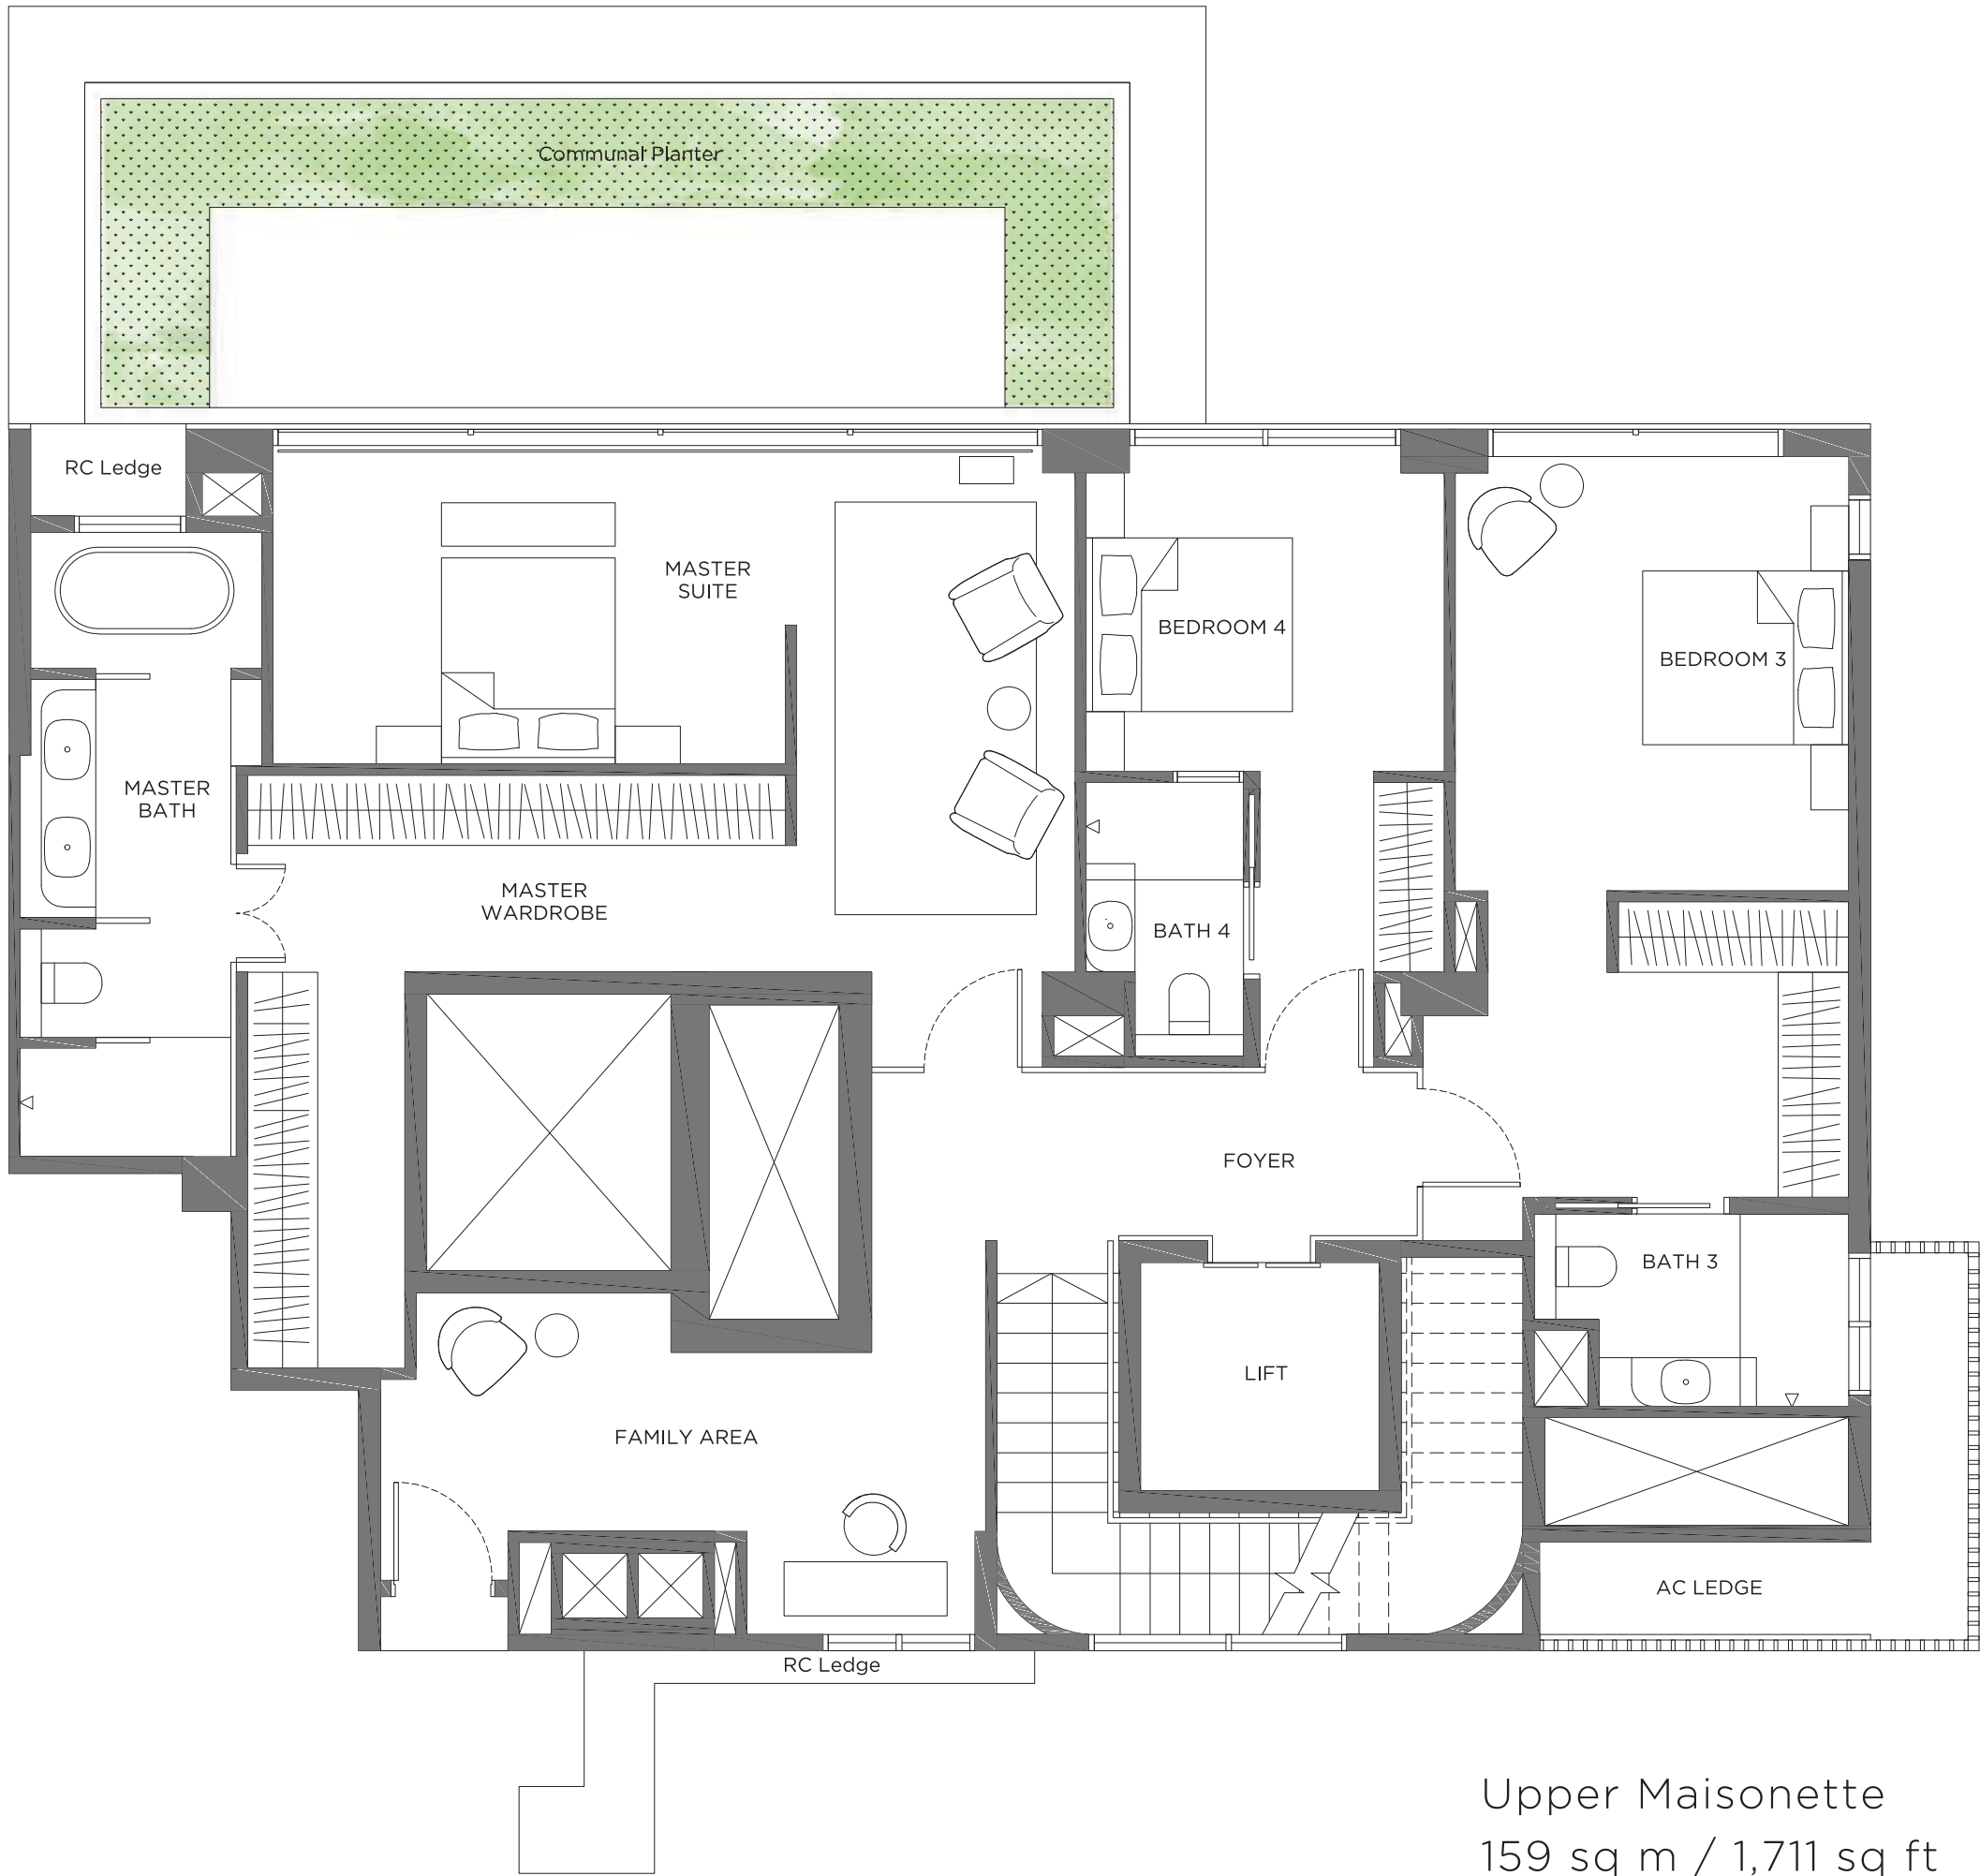 Communal Planter
RC Ledge
MASTER
SUITE
BEDROOM 4
BEDROOM 3
MASTER
BATH
MASTER
WARDROBE
BATH 4
FOYER
BATH 3
LIFT
FAMILY AREA
AC LEDGE
RC Ledge
Upper Maisonette
159 sq m / 1,711 sq ft